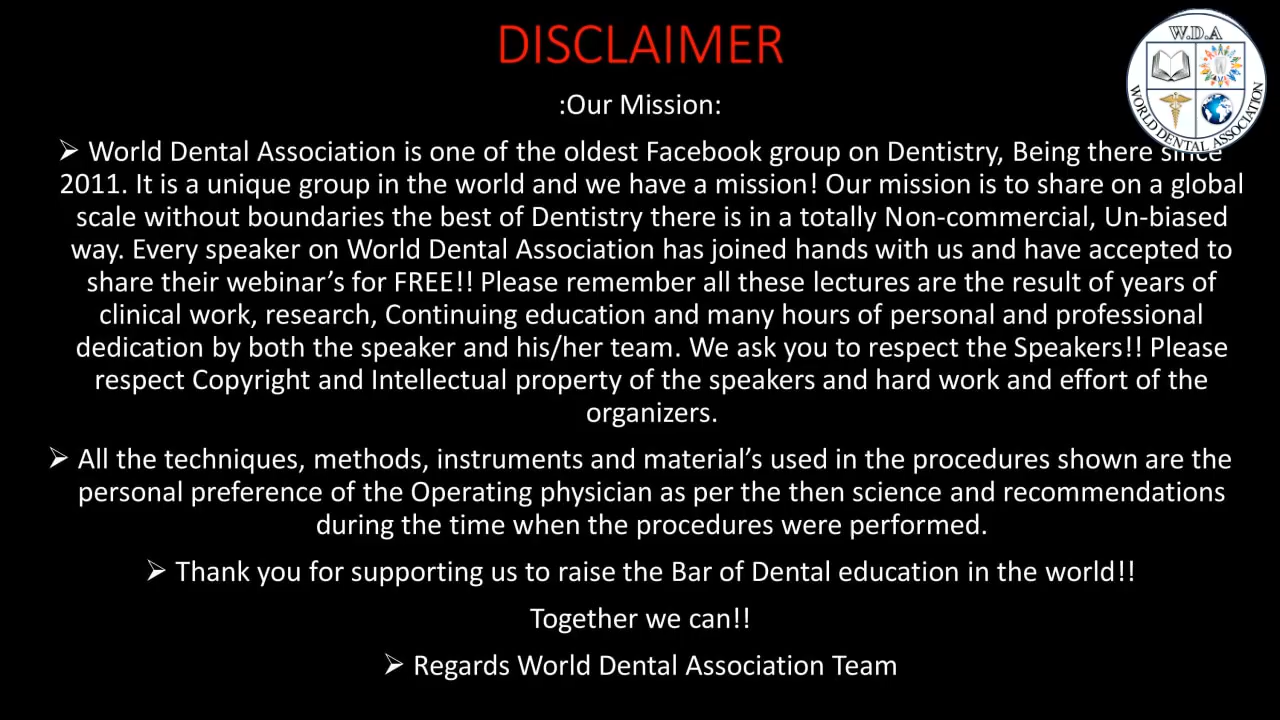 DISCLAIMER
W.D.A
WORLD DENTAL ASSOCIATION
:Our Mission:
➢ World Dental Association is one of the oldest Facebook group on Dentistry, Being there since
2011. It is a unique group in the world and we have a mission! Our mission is to share on a global
scale without boundaries the best of Dentistry there is in a totally Non-commercial, Un-biased
way. Every speaker on World Dental Association has joined hands with us and have accepted to
share their webinar’s for FREE!! Please remember all these lectures are the result of years of
clinical work, research, Continuing education and many hours of personal and professional
dedication by both the speaker and his/her team. We ask you to respect the Speakers!! Please
respect Copyright and Intellectual property of the speakers and hard work and effort of the
organizers.
➢ All the techniques, methods, instruments and material’s used in the procedures shown are the
personal preference of the Operating physician as per the then science and recommendations
during the time when the procedures were performed.
➢ Thank you for supporting us to raise the Bar of Dental education in the world!!
Together we can!!
➢ Regards World Dental Association Team